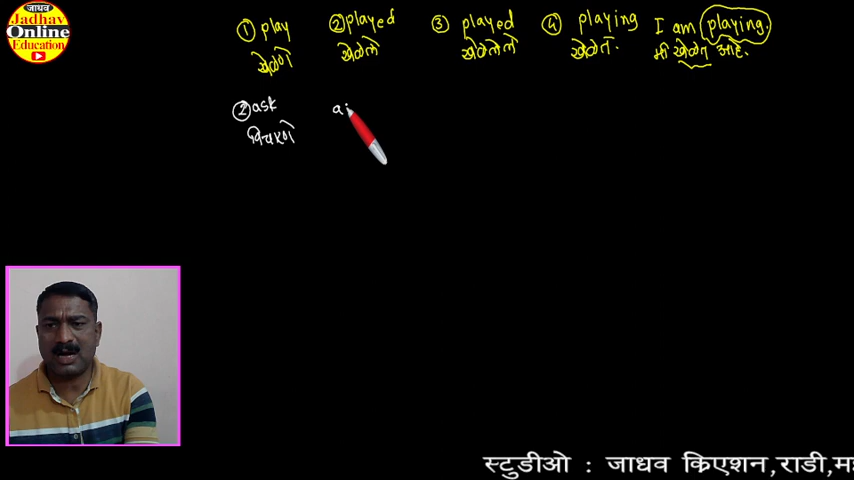 जाधव
Jadhav
Online
Education
① play ② played ③ played ④ playing I am playing.
खेळणे खेळले खेळलेले खेळत. मी खेळत आहे.
② ask a
विचारणे
स्टुडीओ : जाधव किएशन,राडी,मह